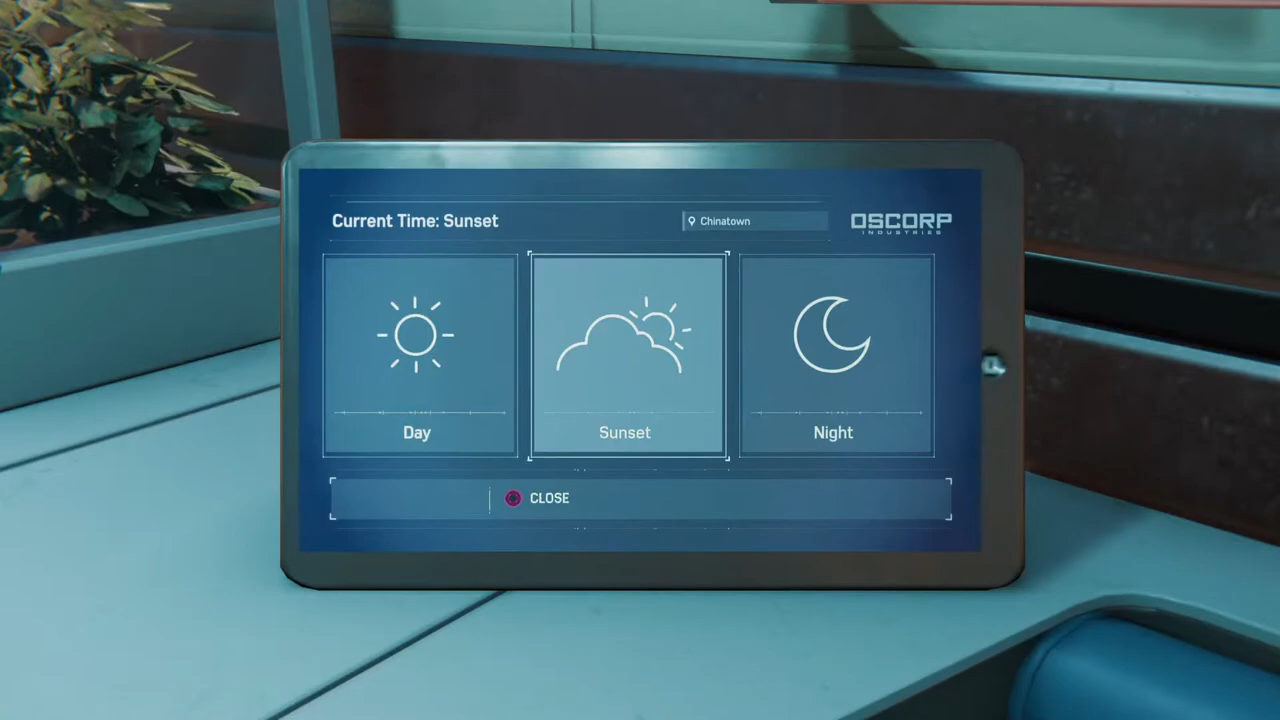 Current Time: Sunset
Chinatown
OSCORP
INDUSTRIES
Day
Sunset
Night
CLOSE